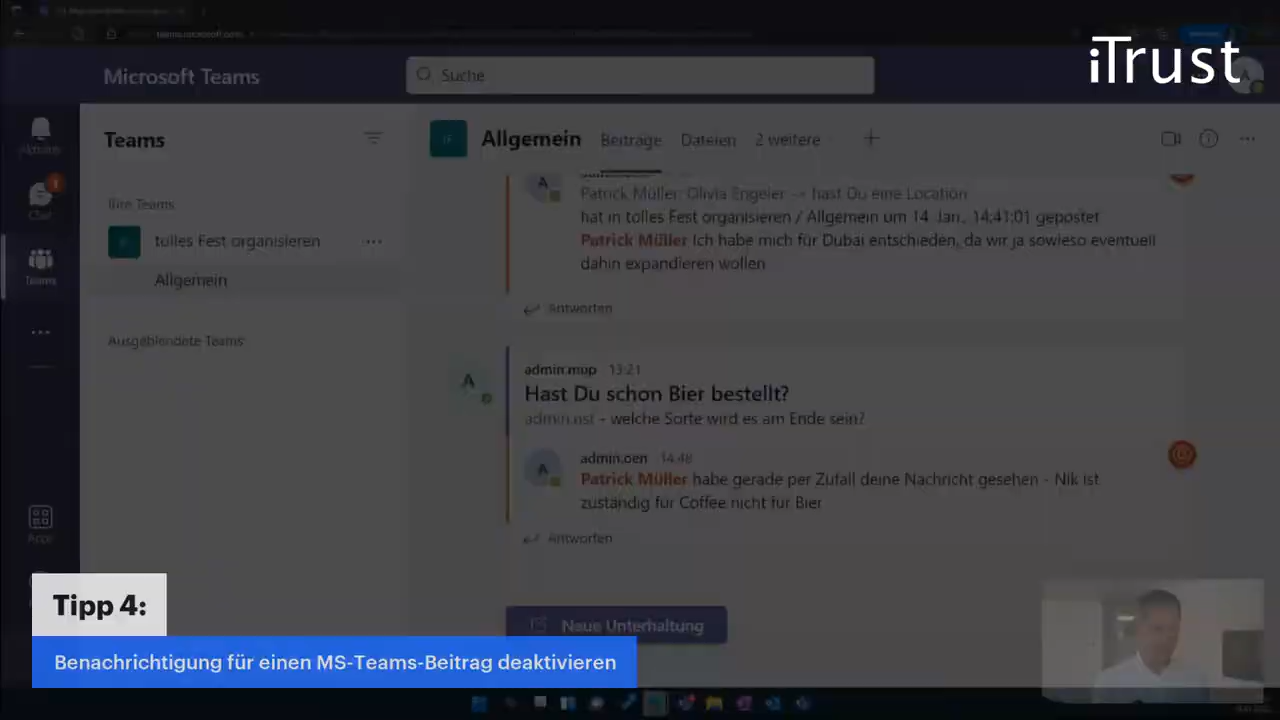 teams.microsoft.com
iTrust
Microsoft Teams
Suche
Aktivität
Chat
1
Teams
Apps
Teams
Ihre Teams
tolles Fest organisieren
Allgemein
Ausgeblendete Teams
Allgemein
Beiträge
Dateien
2 weitere
Patrick Müller: Olivia Engeler --> hast Du eine Location
hat in tolles Fest organisieren / Allgemein um 14. Jan., 14:41:01 gepostet
Patrick Müller Ich habe mich für Dubai entschieden, da wir ja sowieso eventuell
dahin expandieren wollen
Antworten
admin.mup 13:21
Hast Du schon Bier bestellt?
admin.nst - welche Sorte wird es am Ende sein?
admin.oen 14:48
Patrick Müller habe gerade per Zufall deine Nachricht gesehen - Nik ist
zuständig für Coffee nicht für Bier
Antworten
Neue Unterhaltung
Tipp 4:
Benachrichtigung für einen MS-Teams-Beitrag deaktivieren